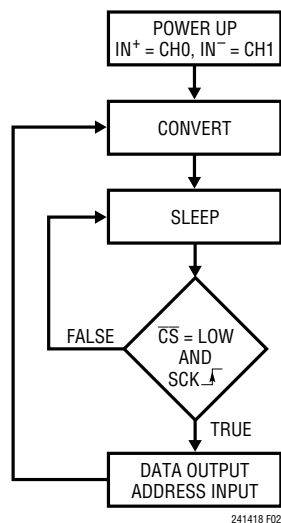 POWER UP
IN⁺ = CH0, IN⁻ = CH1
CONVERT
SLEEP
FALSE
C̅S̅ = LOW
AND
SCK
TRUE
DATA OUTPUT
ADDRESS INPUT
241418 F02